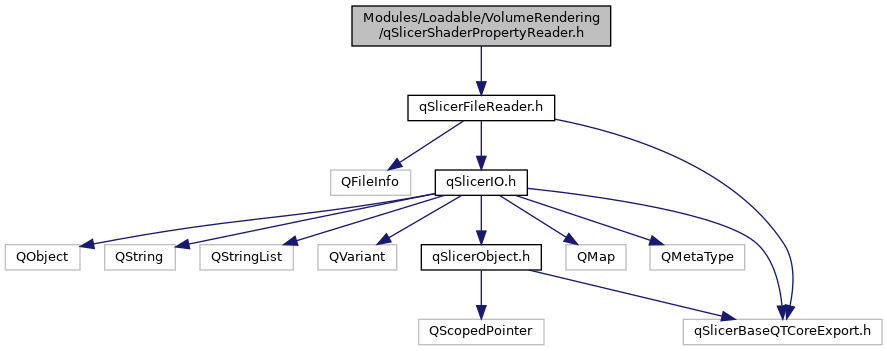 Modules/Loadable/VolumeRendering
/qSlicerShaderPropertyReader.h
qSlicerFileReader.h
QFileInfo
qSlicerIO.h
QObject
QString
QStringList
QVariant
qSlicerObject.h
QMap
QMetaType
QScopedPointer
qSlicerBaseQTCoreExport.h